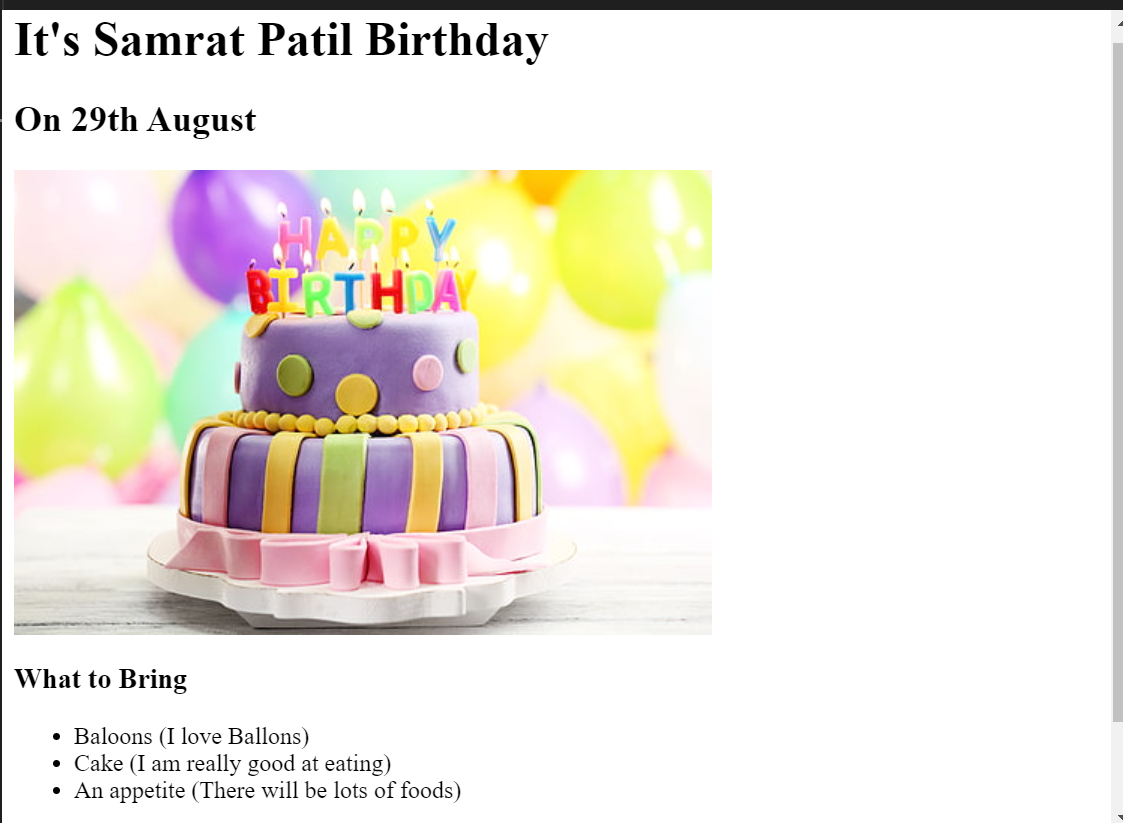 It's Samrat Patil Birthday
On 29th August
HAPPY
BIRTHDAY
What to Bring
Baloons (I love Ballons)
Cake (I am really good at eating)
An appetite (There will be lots of foods)